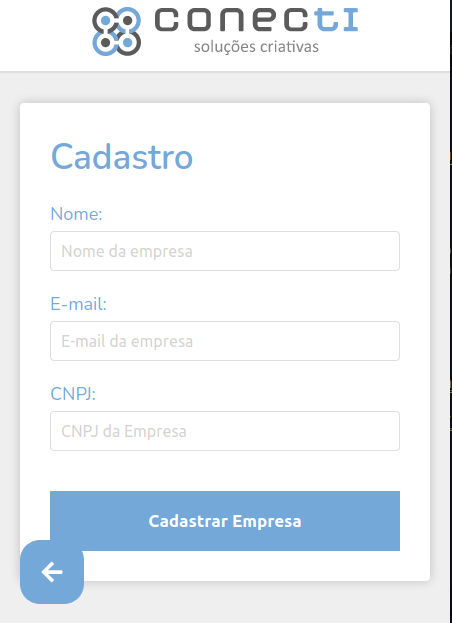 conectI
soluções criativas
Cadastro
Nome:
Nome da empresa
E-mail:
E-mail da empresa
CNPJ:
CNPJ da Empresa
Cadastrar Empresa